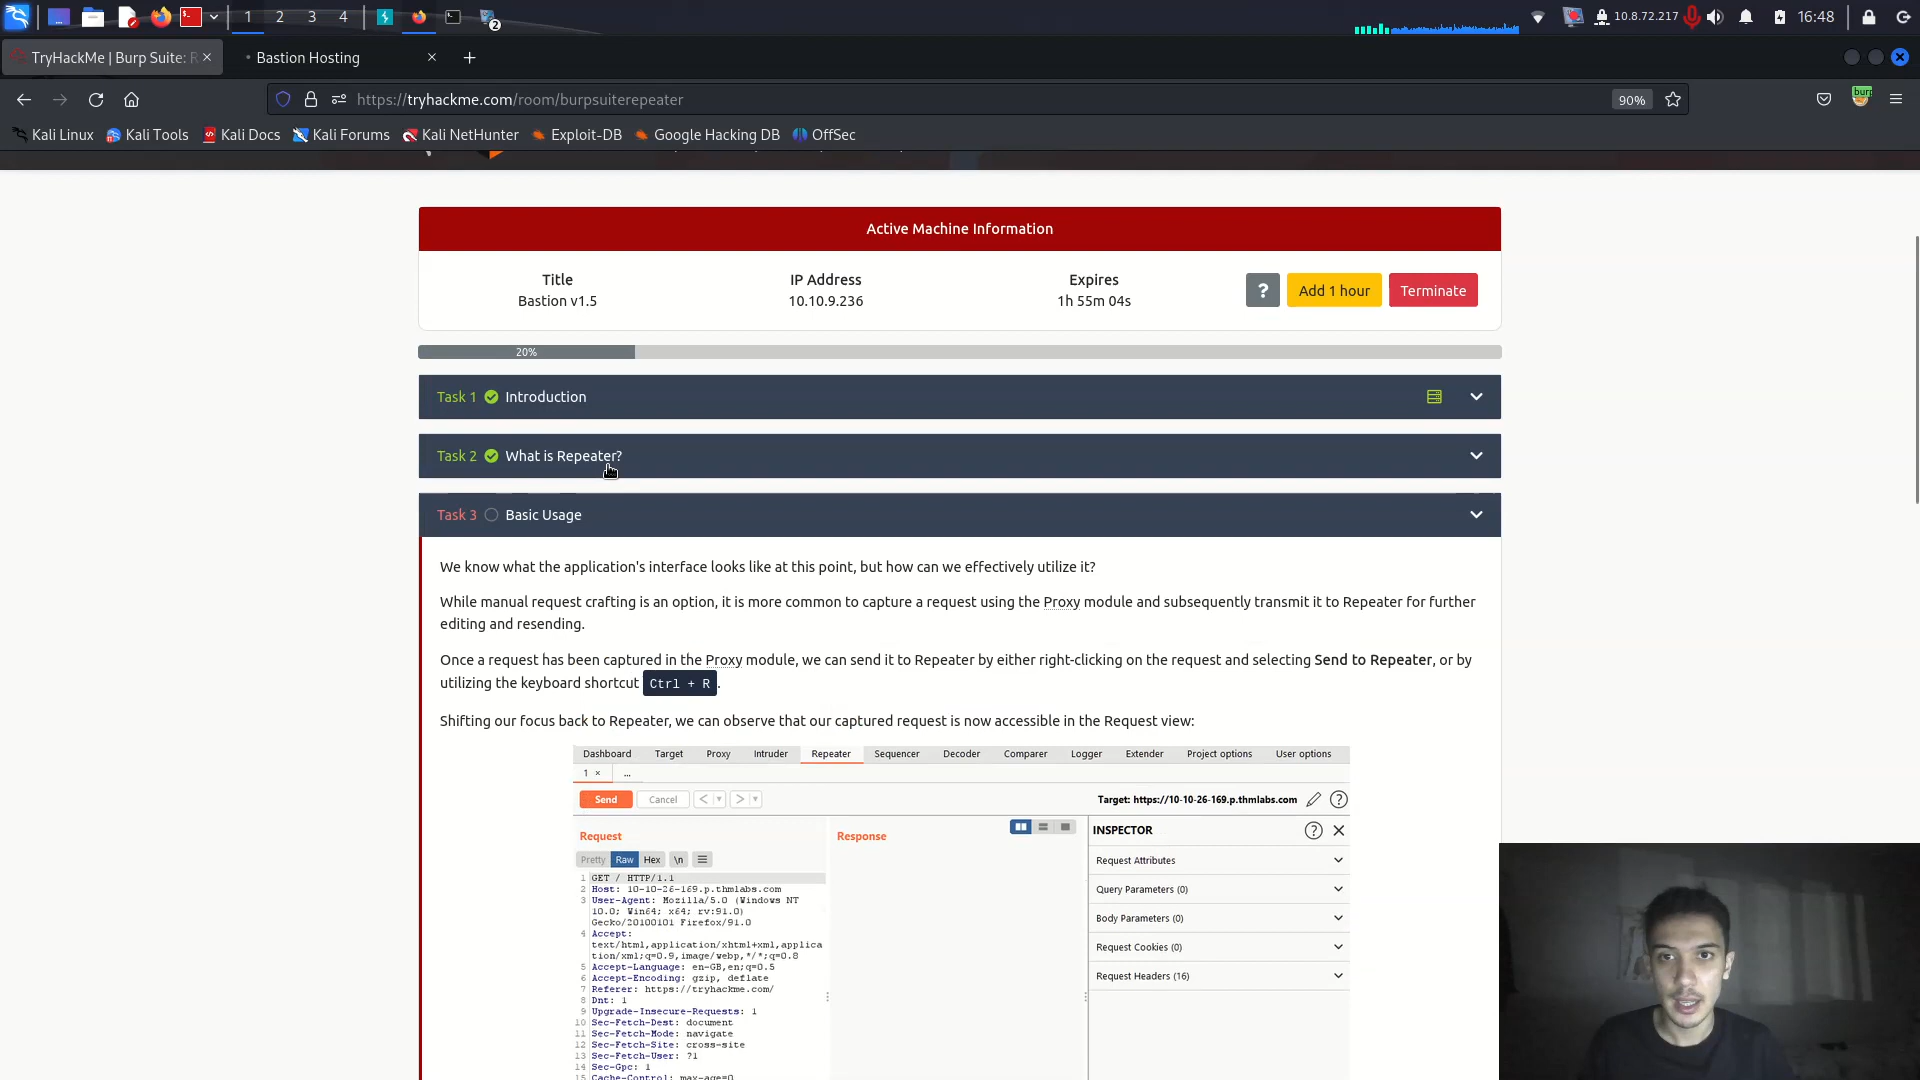 1 2 3 4 2 10.8.72.217 16:48
TryHackMe | Burp Suite: R Bastion Hosting
https://tryhackme.com/room/burpsuiterepeater 90% burp
Kali Linux Kali Tools Kali Docs Kali Forums Kali NetHunter Exploit-DB Google Hacking DB OffSec
Active Machine Information
Title IP Address Expires
Bastion v1.5 10.10.9.236 1h 55m 04s ? Add 1 hour Terminate
20%
Task 1 Introduction
Task 2 What is Repeater?
Task 3 Basic Usage
We know what the application's interface looks like at this point, but how can we effectively utilize it?
While manual request crafting is an option, it is more common to capture a request using the Proxy module and subsequently transmit it to Repeater for further
editing and resending.
Once a request has been captured in the Proxy module, we can send it to Repeater by either right-clicking on the request and selecting Send to Repeater, or by
utilizing the keyboard shortcut Ctrl + R.
Shifting our focus back to Repeater, we can observe that our captured request is now accessible in the Request view:
Dashboard Target Proxy Intruder Repeater Sequencer Decoder Comparer Logger Extender Project options User options
1 × ...
Send Cancel < > Target: https://10-10-26-169.p.thmlabs.com ?
Request Response INSPECTOR ?
Pretty Raw Hex \n
Request Attributes
Query Parameters (0)
Body Parameters (0)
Request Cookies (0)
Request Headers (16)
1 GET / HTTP/1.1
2 Host: 10-10-26-169.p.thmlabs.com
3 User-Agent: Mozilla/5.0 (Windows NT
10.0; Win64; x64; rv:91.0)
Gecko/20100101 Firefox/91.0
4 Accept:
text/html,application/xhtml+xml,applica
tion/xml;q=0.9,image/webp,*/*;q=0.8
5 Accept-Language: en-GB,en;q=0.5
6 Accept-Encoding: gzip, deflate
7 Referer: https://tryhackme.com/
8 Dnt: 1
9 Upgrade-Insecure-Requests: 1
10 Sec-Fetch-Dest: document
11 Sec-Fetch-Mode: navigate
12 Sec-Fetch-Site: cross-site
13 Sec-Fetch-User: ?1
14 Sec-Gpc: 1
15 Cache-Control: max-age=0